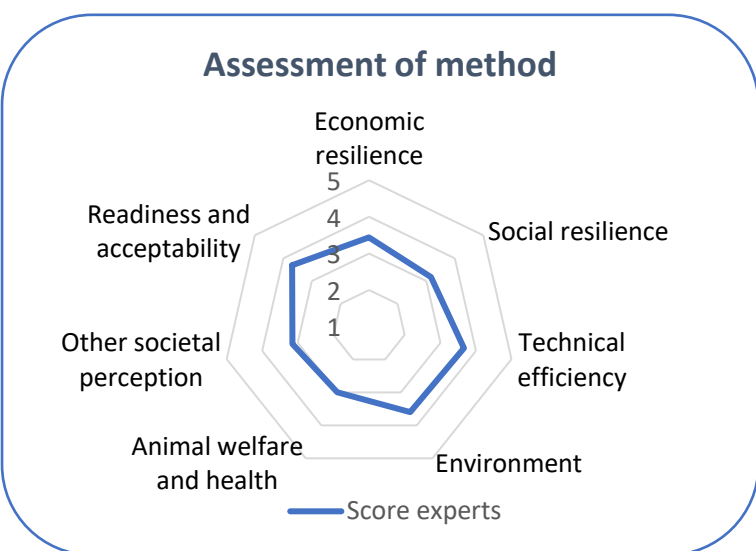 Assessment of method
Economic
resilience
5
4
3
2
1
Readiness and
acceptability
Social resilience
Other societal
perception
Technical
efficiency
Animal welfare
and health
Environment
Score experts